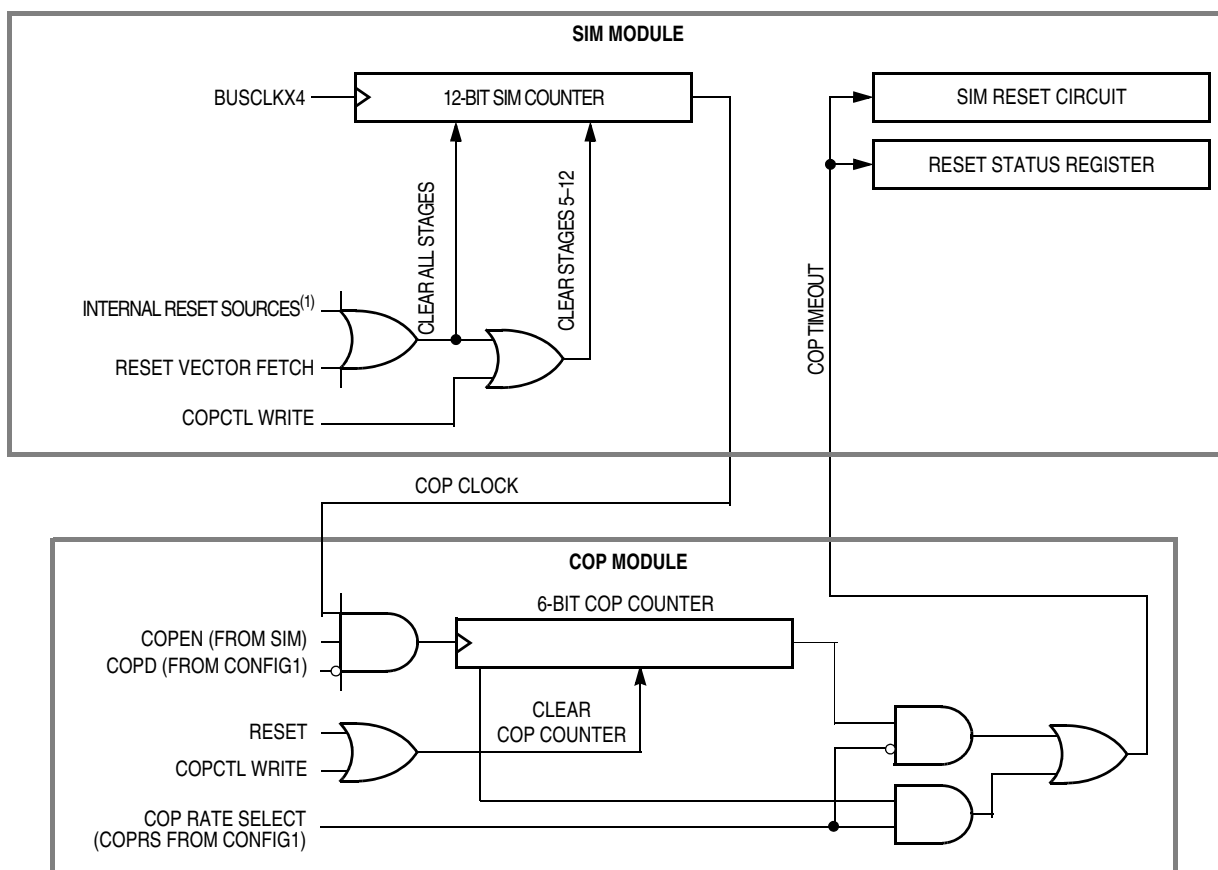 SIM MODULE
BUSCLKX4
12-BIT SIM COUNTER
SIM RESET CIRCUIT
RESET STATUS REGISTER
CLEAR ALL STAGES
CLEAR STAGES 5–12
COP TIMEOUT
INTERNAL RESET SOURCES(1)
RESET VECTOR FETCH
COPCTL WRITE
COP CLOCK
COP MODULE
6-BIT COP COUNTER
COPEN (FROM SIM)
COPD (FROM CONFIG1)
RESET
CLEAR
COP COUNTER
COPCTL WRITE
COP RATE SELECT
(COPRS FROM CONFIG1)